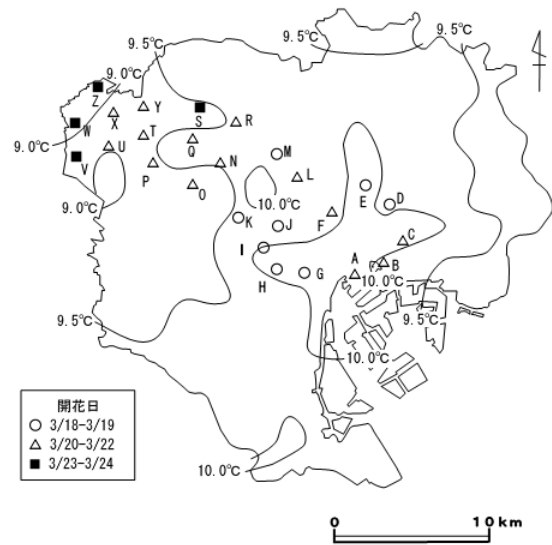 9.5℃
9.5℃
9.5℃
9.0℃
Z
X
Y
W
T
S
R
9.0℃
V
U
P
Q
N
M
L
O
10.0℃
9.0℃
K
J
F
E
D
C
I
H
G
A
B
10.0℃
9.5℃
9.5℃
10.0℃
10.0℃
開花日
○ 3/18-3/19
△ 3/20-3/22
■ 3/23-3/24
0 10km